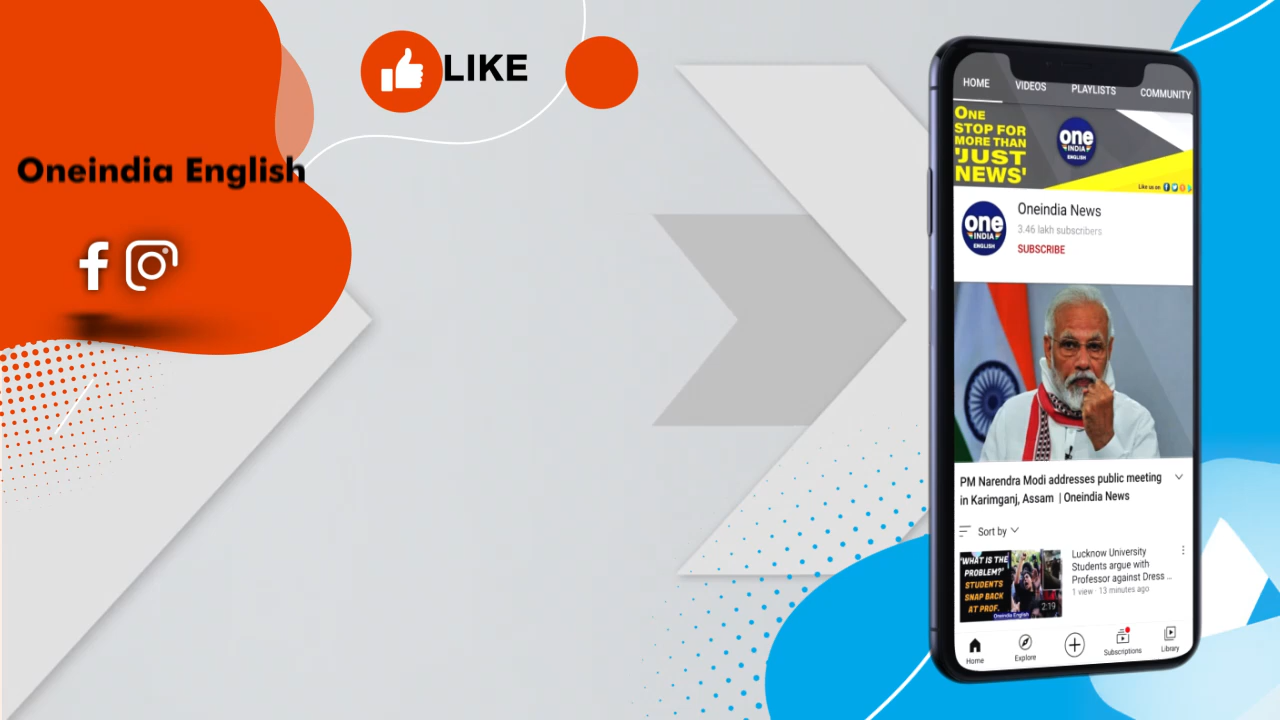 LIKE
Oneindia English
HOME
VIDEOS
PLAYLISTS
COMMUNITY
ONE
STOP FOR
MORE THAN
'JUST
NEWS'
one
INDIA
ENGLISH
Like us on
one
INDIA
ENGLISH
Oneindia News
3.46 lakh subscribers
SUBSCRIBE
PM Narendra Modi addresses public meeting
in Karimganj, Assam | Oneindia News
Sort by
'WHAT IS THE
PROBLEM?'
STUDENTS
SNAP BACK
AT PROF.
Oneindia English
2:19
Lucknow University
Students argue with
Professor against Dress ...
1 view · 13 minutes ago
Home
Explore
Subscriptions
Library